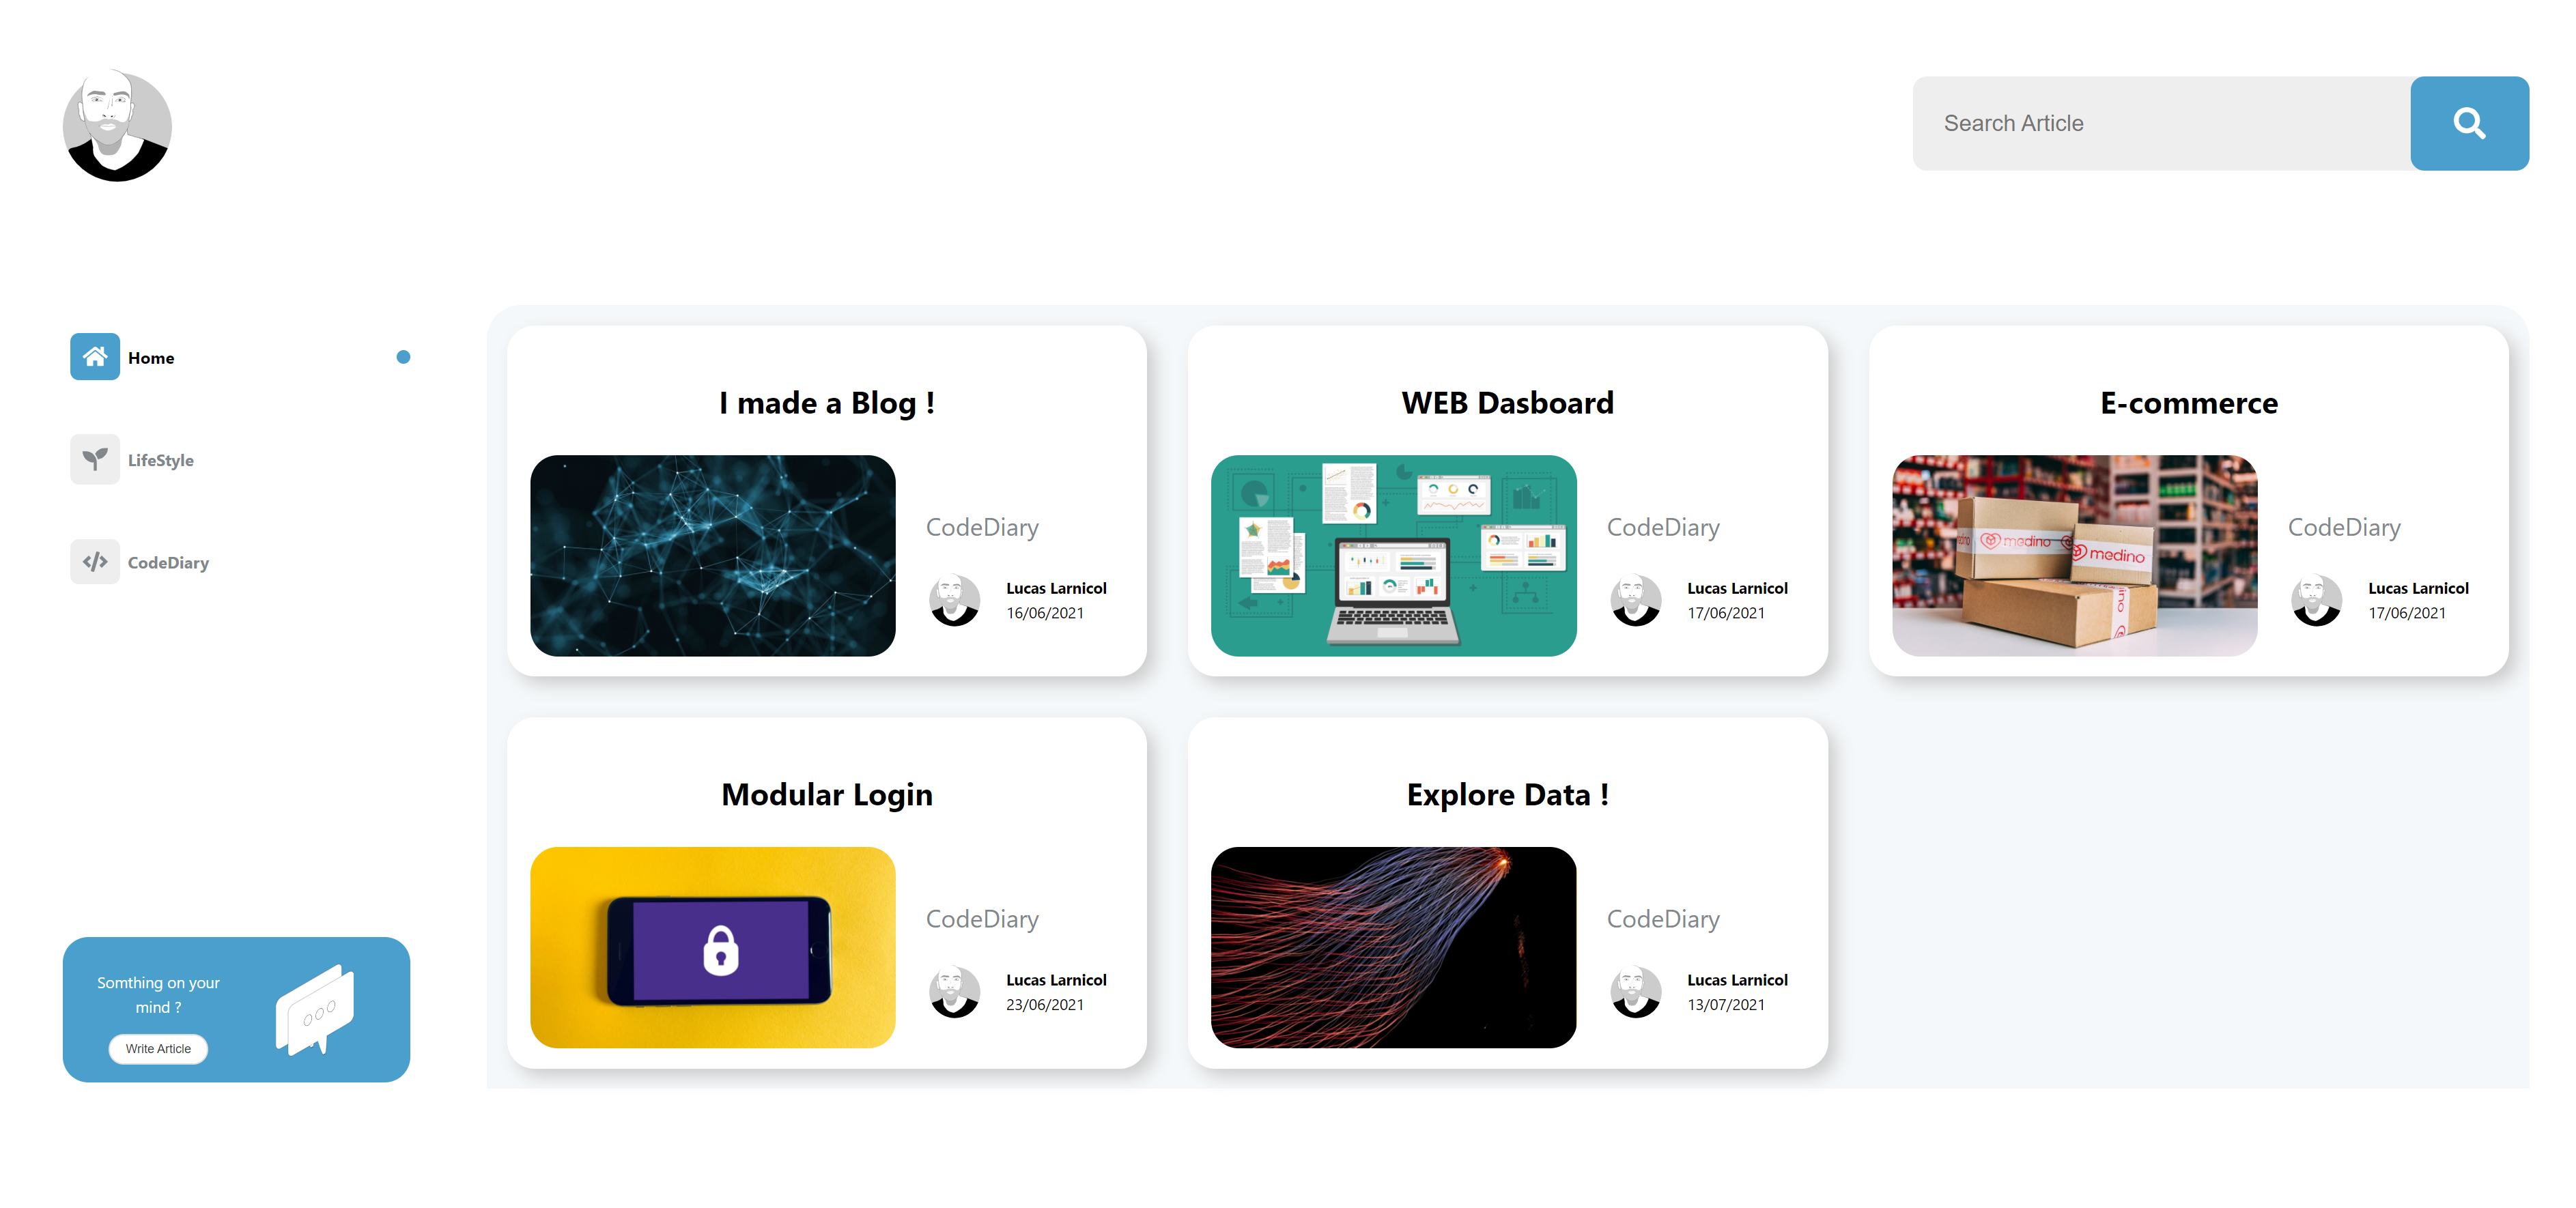 Search Article
Home
LifeStyle
CodeDiary
Somthing on your
mind ?
Write Article
I made a Blog !
CodeDiary
Lucas Larnicol
16/06/2021
WEB Dasboard
CodeDiary
Lucas Larnicol
17/06/2021
E-commerce
medino
medino
CodeDiary
Lucas Larnicol
17/06/2021
Modular Login
CodeDiary
Lucas Larnicol
23/06/2021
Explore Data !
CodeDiary
Lucas Larnicol
13/07/2021